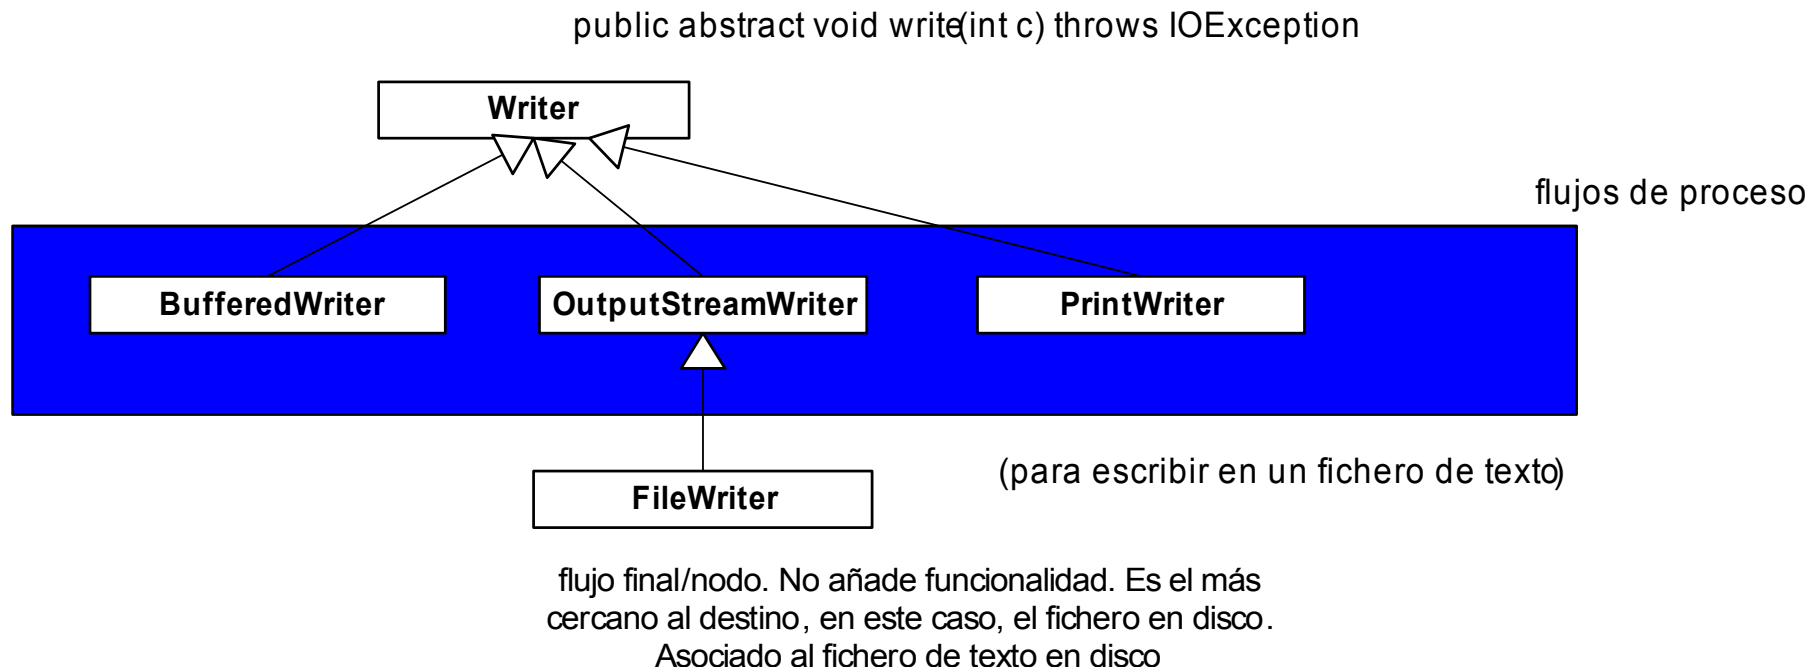 public abstract void write(int c) throws IOException
Writer
flujos de proceso
BufferedWriter
OutputStreamWriter
PrintWriter
(para escribir en un fichero de texto)
FileWriter
flujo final/nodo. No añade funcionalidad. Es el más
cercano al destino, en este caso, el fichero en disco.
Asociado al fichero de texto en disco